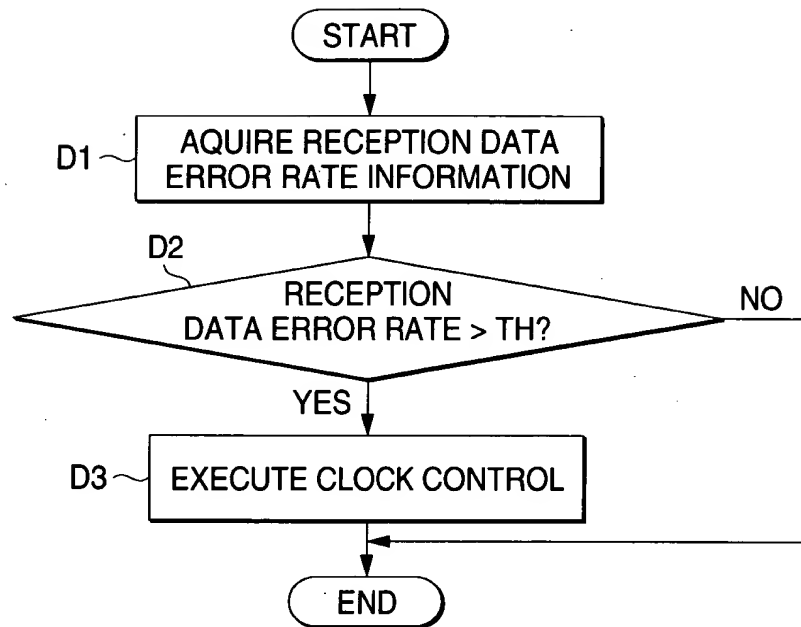 START
D1
AQUIRE RECEPTION DATA
ERROR RATE INFORMATION
D2
RECEPTION
DATA ERROR RATE > TH?
NO
YES
D3
EXECUTE CLOCK CONTROL
END